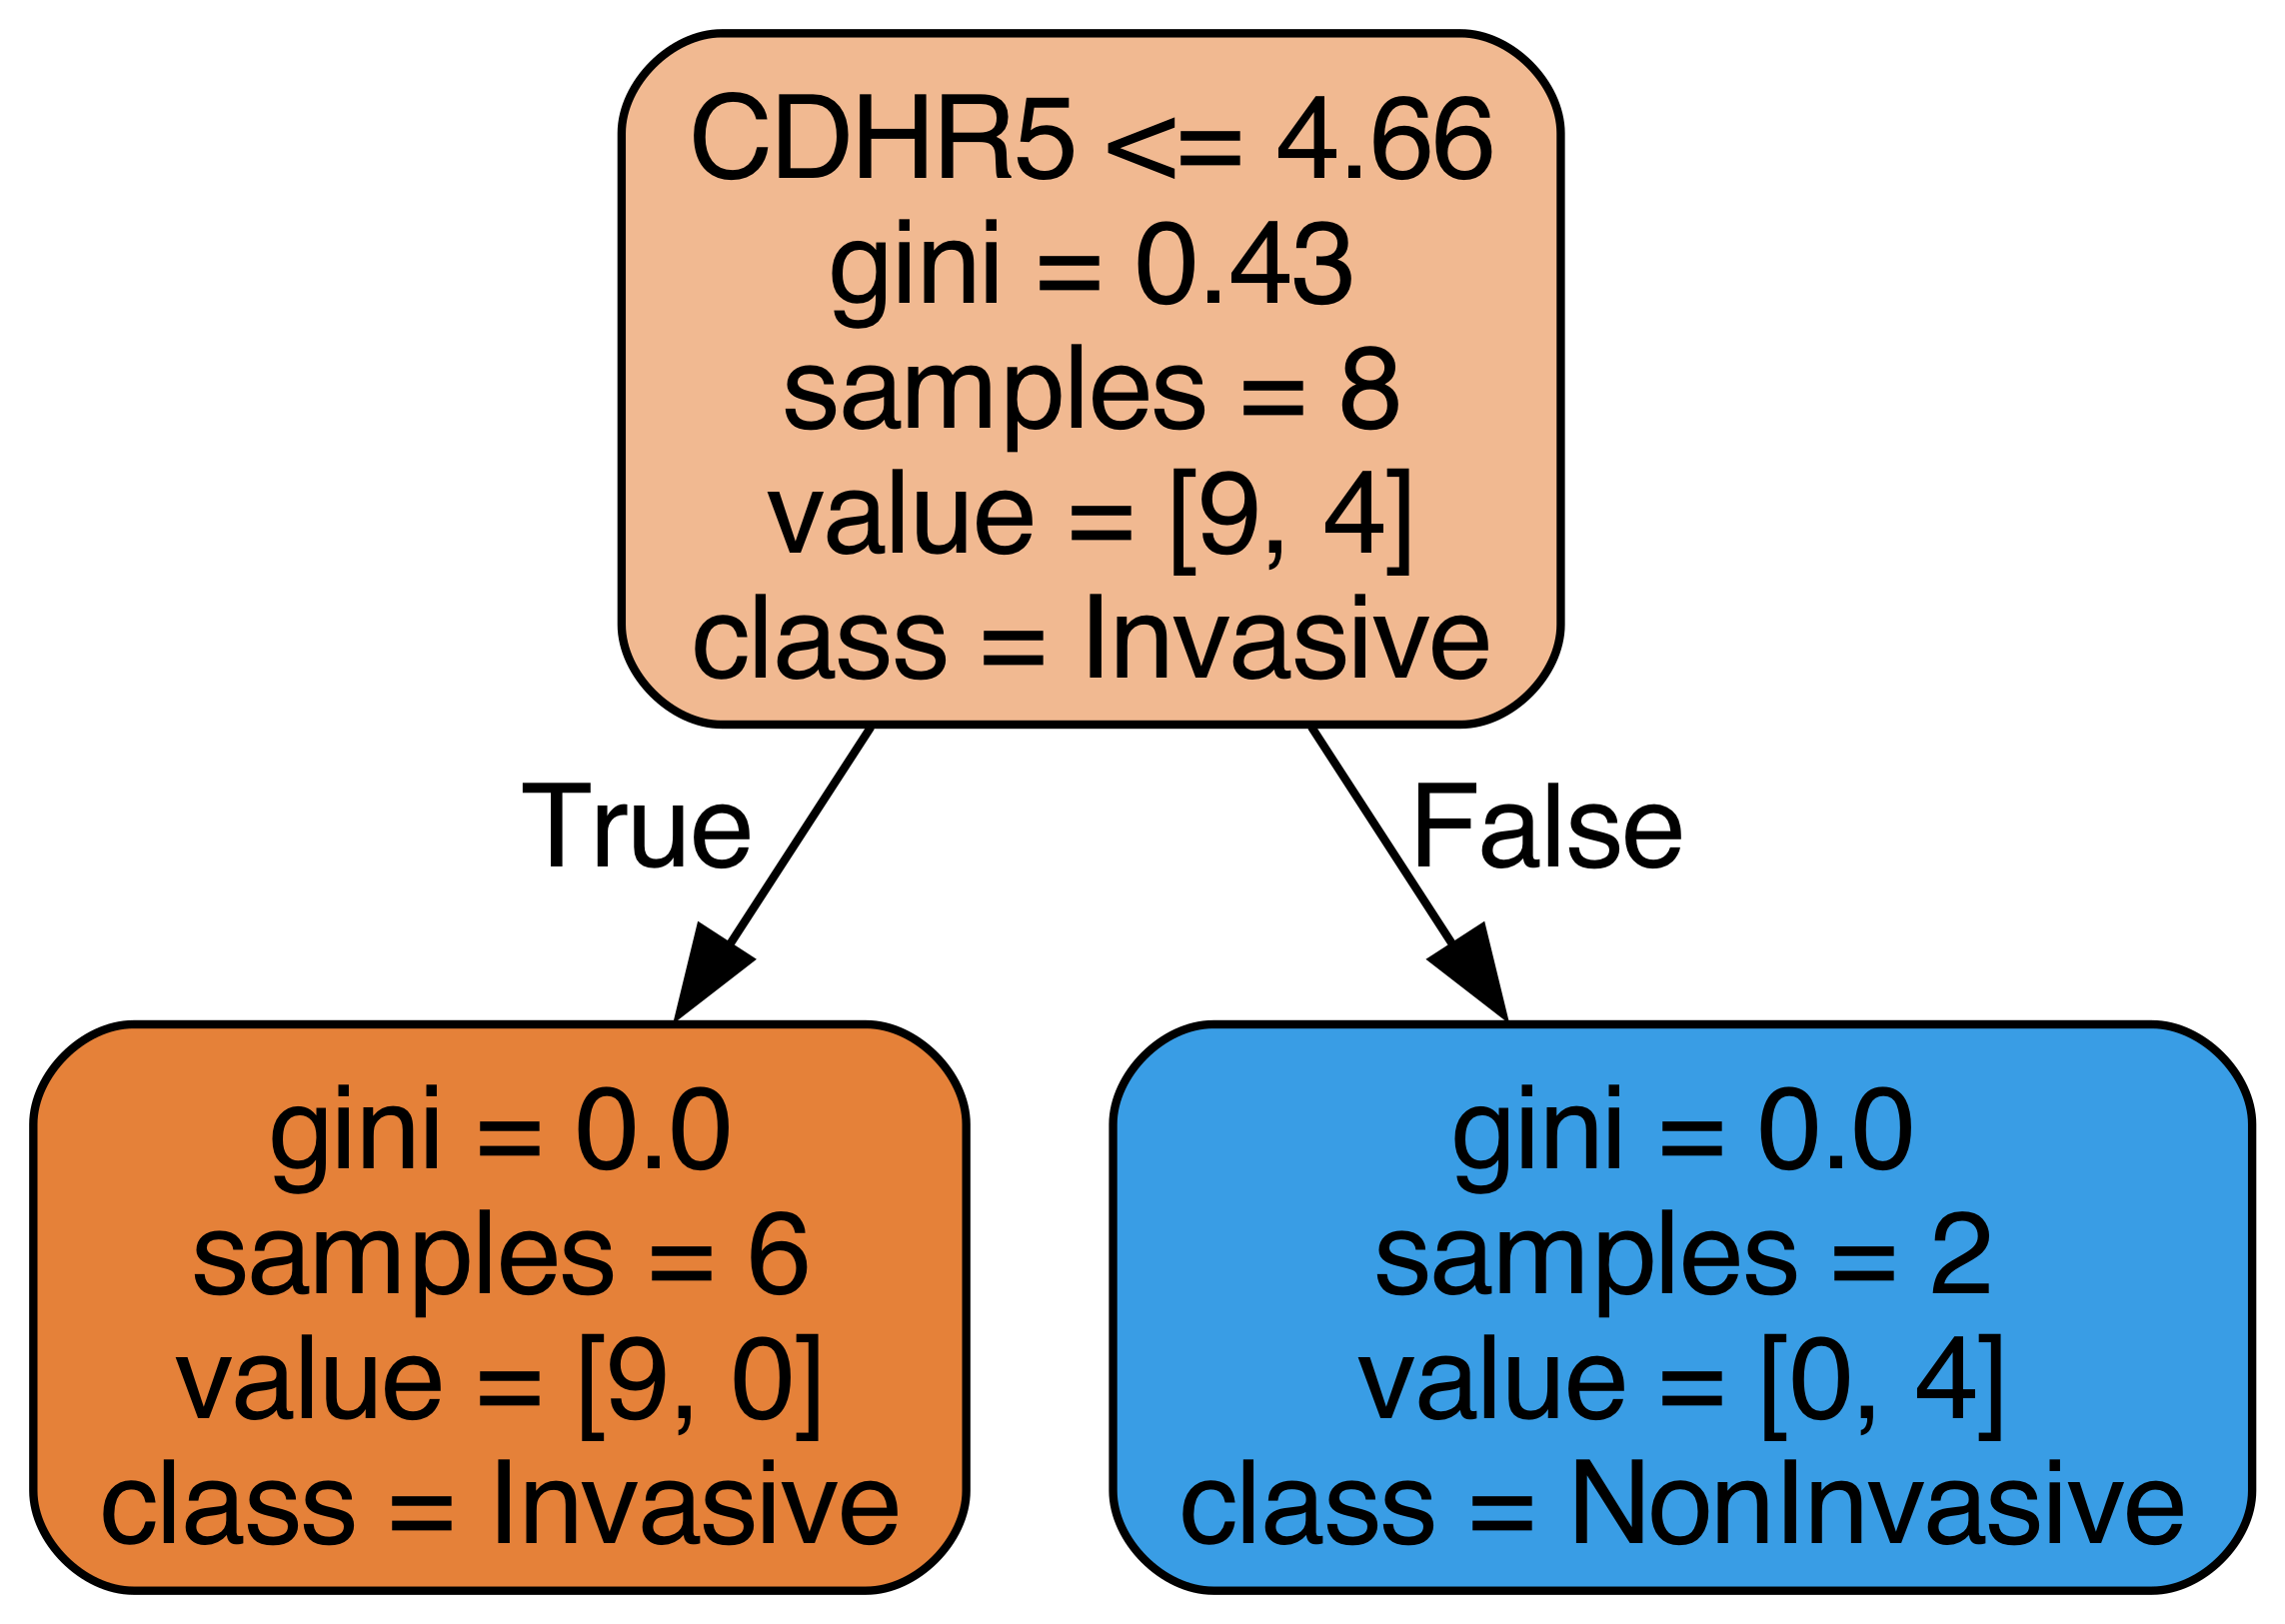 CDHR5 <= 4.66
gini = 0.43
samples = 8
value = [9, 4]
class = Invasive
True
False
gini = 0.0
samples = 6
value = [9, 0]
class = Invasive
gini = 0.0
samples = 2
value = [0, 4]
class = NonInvasive